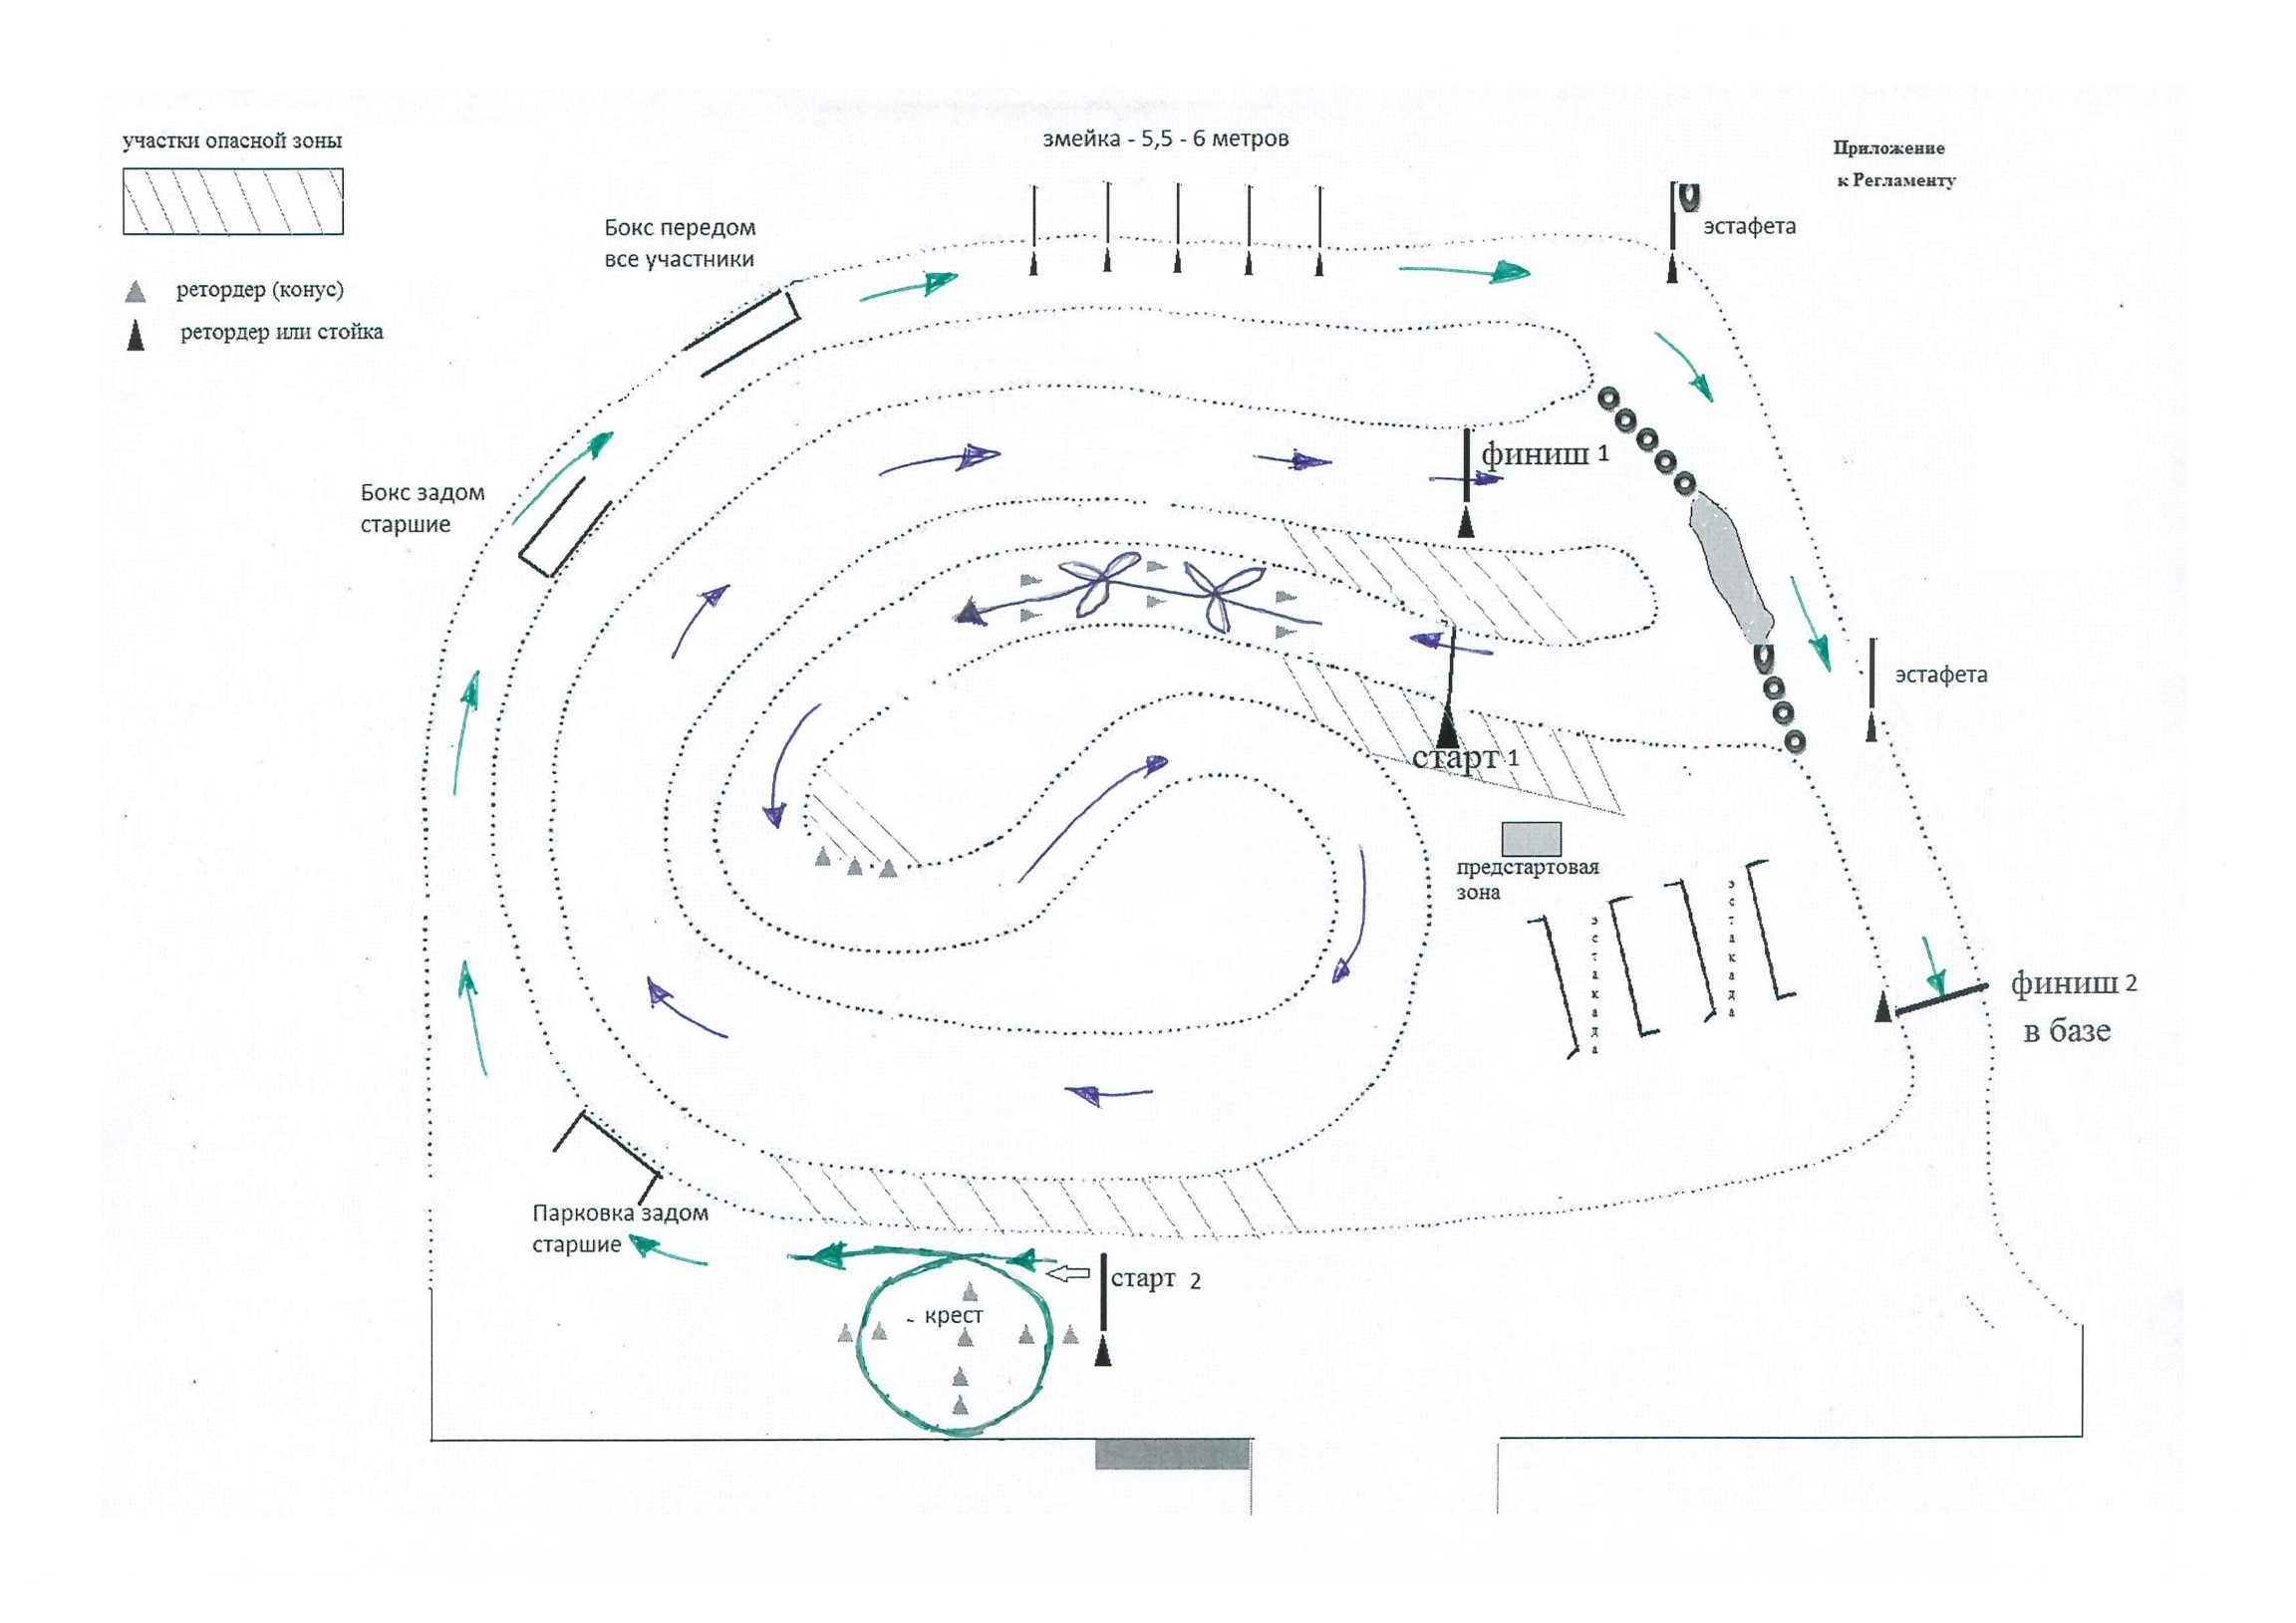 участки опасной зоны
ретордер (конус)
ретордер или стойка
змейка - 5,5 - 6 метров
Приложение
к Регламенту
Бокс передом
все участники
эстафета
Бокс задом
старшие
финиш 1
эстафета
старт 1
предстартовая
зона
эстакада
эстакада
финиш 2
в базе
Парковка задом
старшие
старт 2
- крест